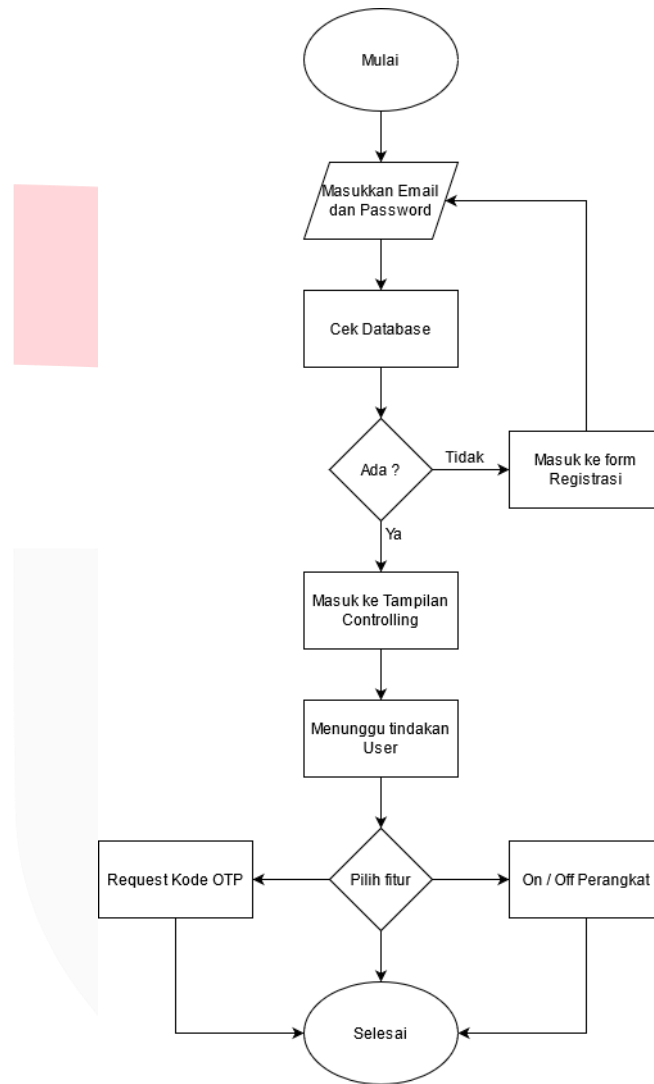 Mulai
Masukkan Email
dan Password
Cek Database
Ada ?
Tidak
Masuk ke form
Registrasi
Ya
Masuk ke Tampilan
Controlling
Menunggu tindakan
User
Request Kode OTP
Pilih fitur
On / Off Perangkat
Selesai